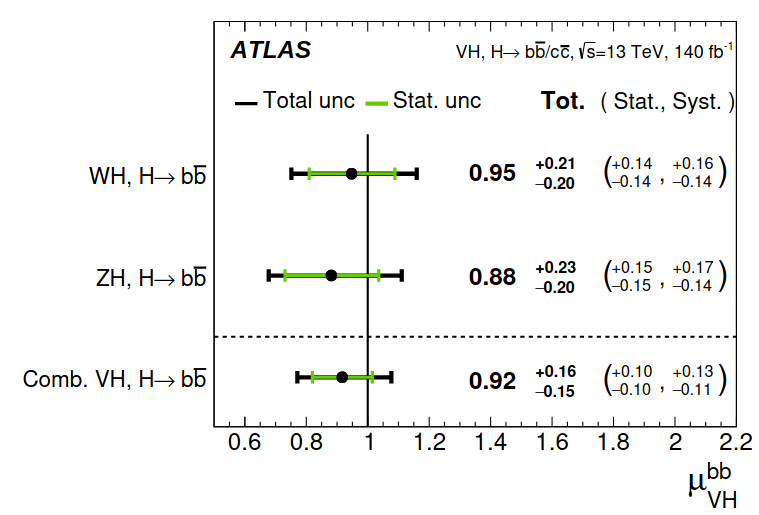 ATLAS VH, H→ bb̅/cc̅, √s=13 TeV, 140 fb⁻¹
Total unc Stat. unc Tot. ( Stat., Syst. )
WH, H→ bb̅ 0.95 +0.21 −0.20 ( +0.14 −0.14 , +0.16 −0.14 )
ZH, H→ bb̅ 0.88 +0.23 −0.20 ( +0.15 −0.15 , +0.17 −0.14 )
Comb. VH, H→ bb̅ 0.92 +0.16 −0.15 ( +0.10 −0.10 , +0.13 −0.11 )
0.6 0.8 1 1.2 1.4 1.6 1.8 2 2.2
μ bb VH